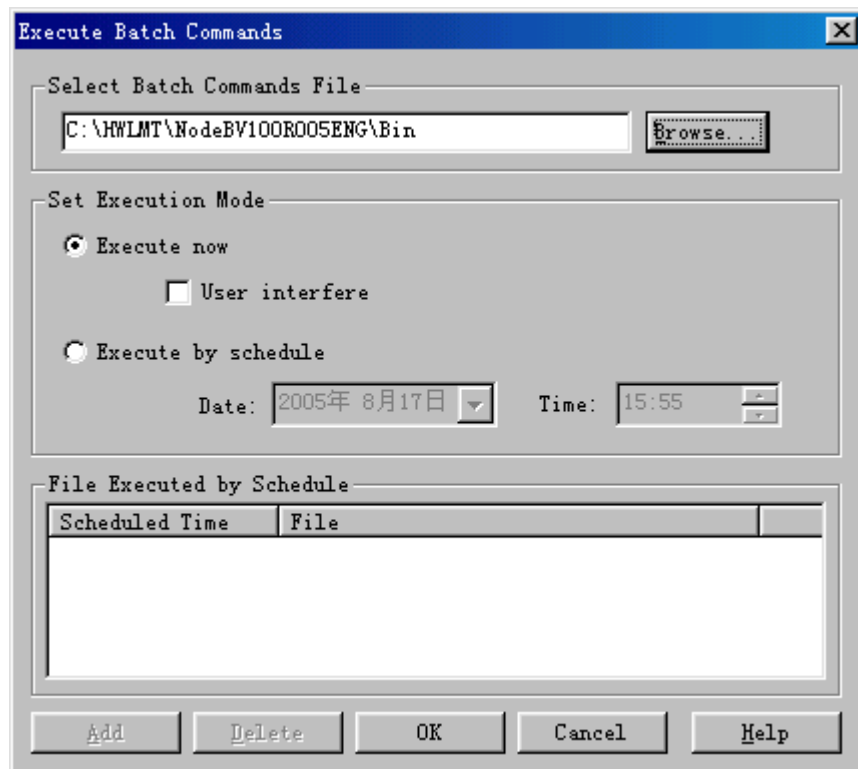 Execute Batch Commands
Select Batch Commands File
C:\HWLMT\NodeBV100R005ENG\Bin
Browse...
Set Execution Mode
Execute now
User interfere
Execute by schedule
Date: 2005年 8月17日 Time: 15:55
File Executed by Schedule
Scheduled Time File
Add Delete OK Cancel Help